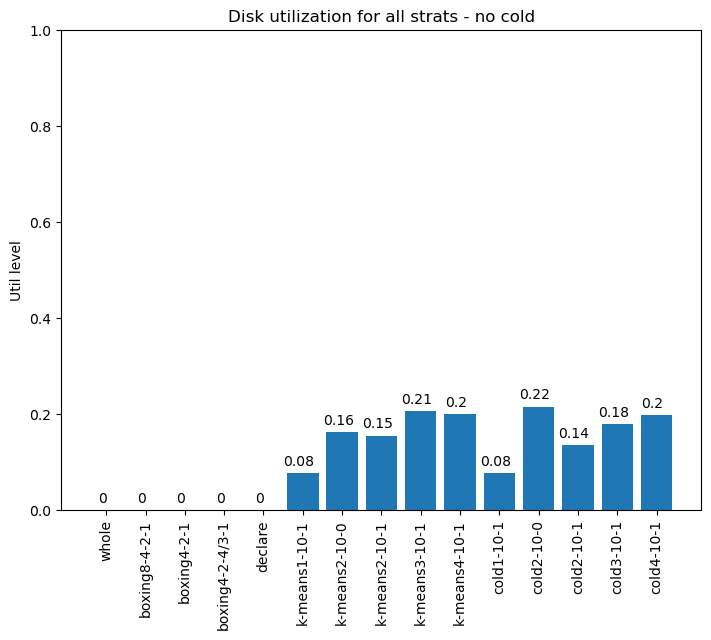 Disk utilization for all strats - no cold
Util level
1.0
0.8
0.6
0.4
0.2
0.0
0
0
0
0
0
0.08
0.16
0.15
0.21
0.2
0.08
0.22
0.14
0.18
0.2
whole
boxing8-4-2-1
boxing4-2-1
boxing4-2-4/3-1
declare
k-means1-10-1
k-means2-10-0
k-means2-10-1
k-means3-10-1
k-means4-10-1
cold1-10-1
cold2-10-0
cold2-10-1
cold3-10-1
cold4-10-1